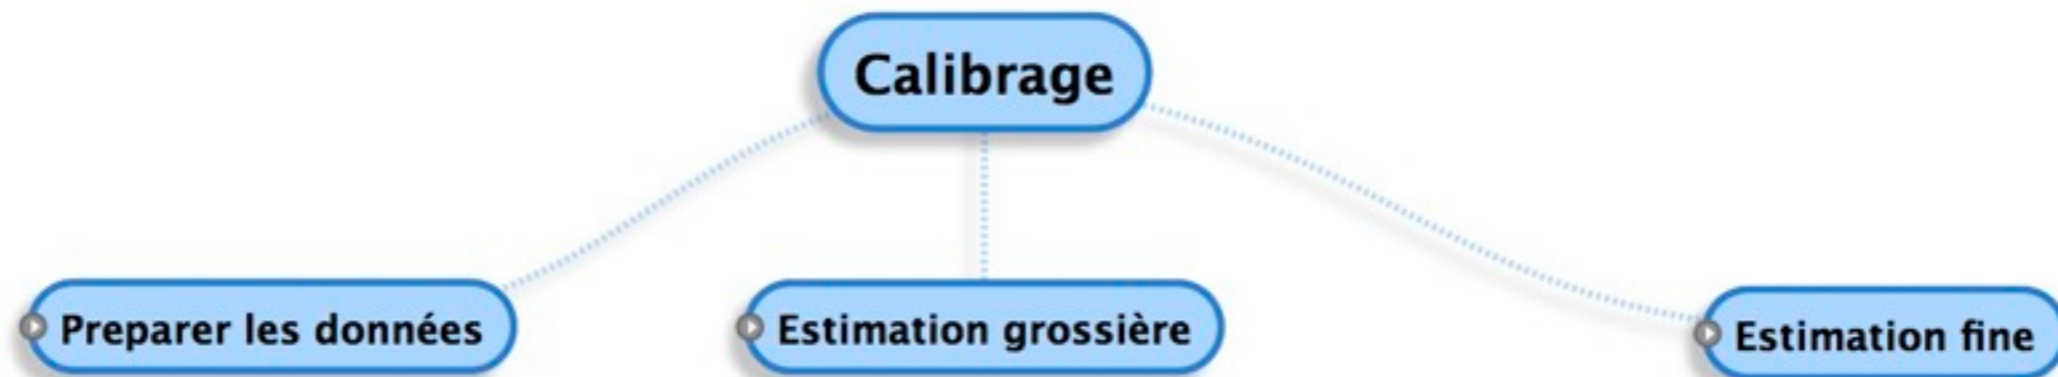 Calibrage
Preparer les données
Estimation grossière
Estimation fine